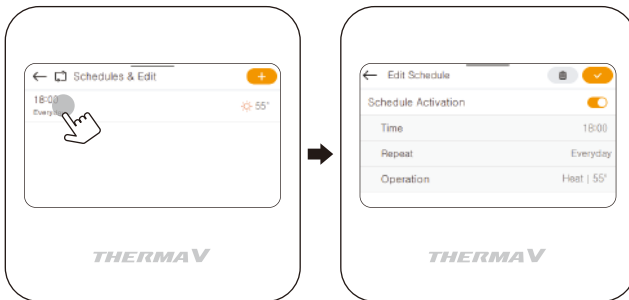 Schedules & Edit
18:00
Everyday
55°
THERMA V
Edit Schedule
Schedule Activation
Time 18:00
Repeat Everyday
Operation Heat | 55°
THERMA V